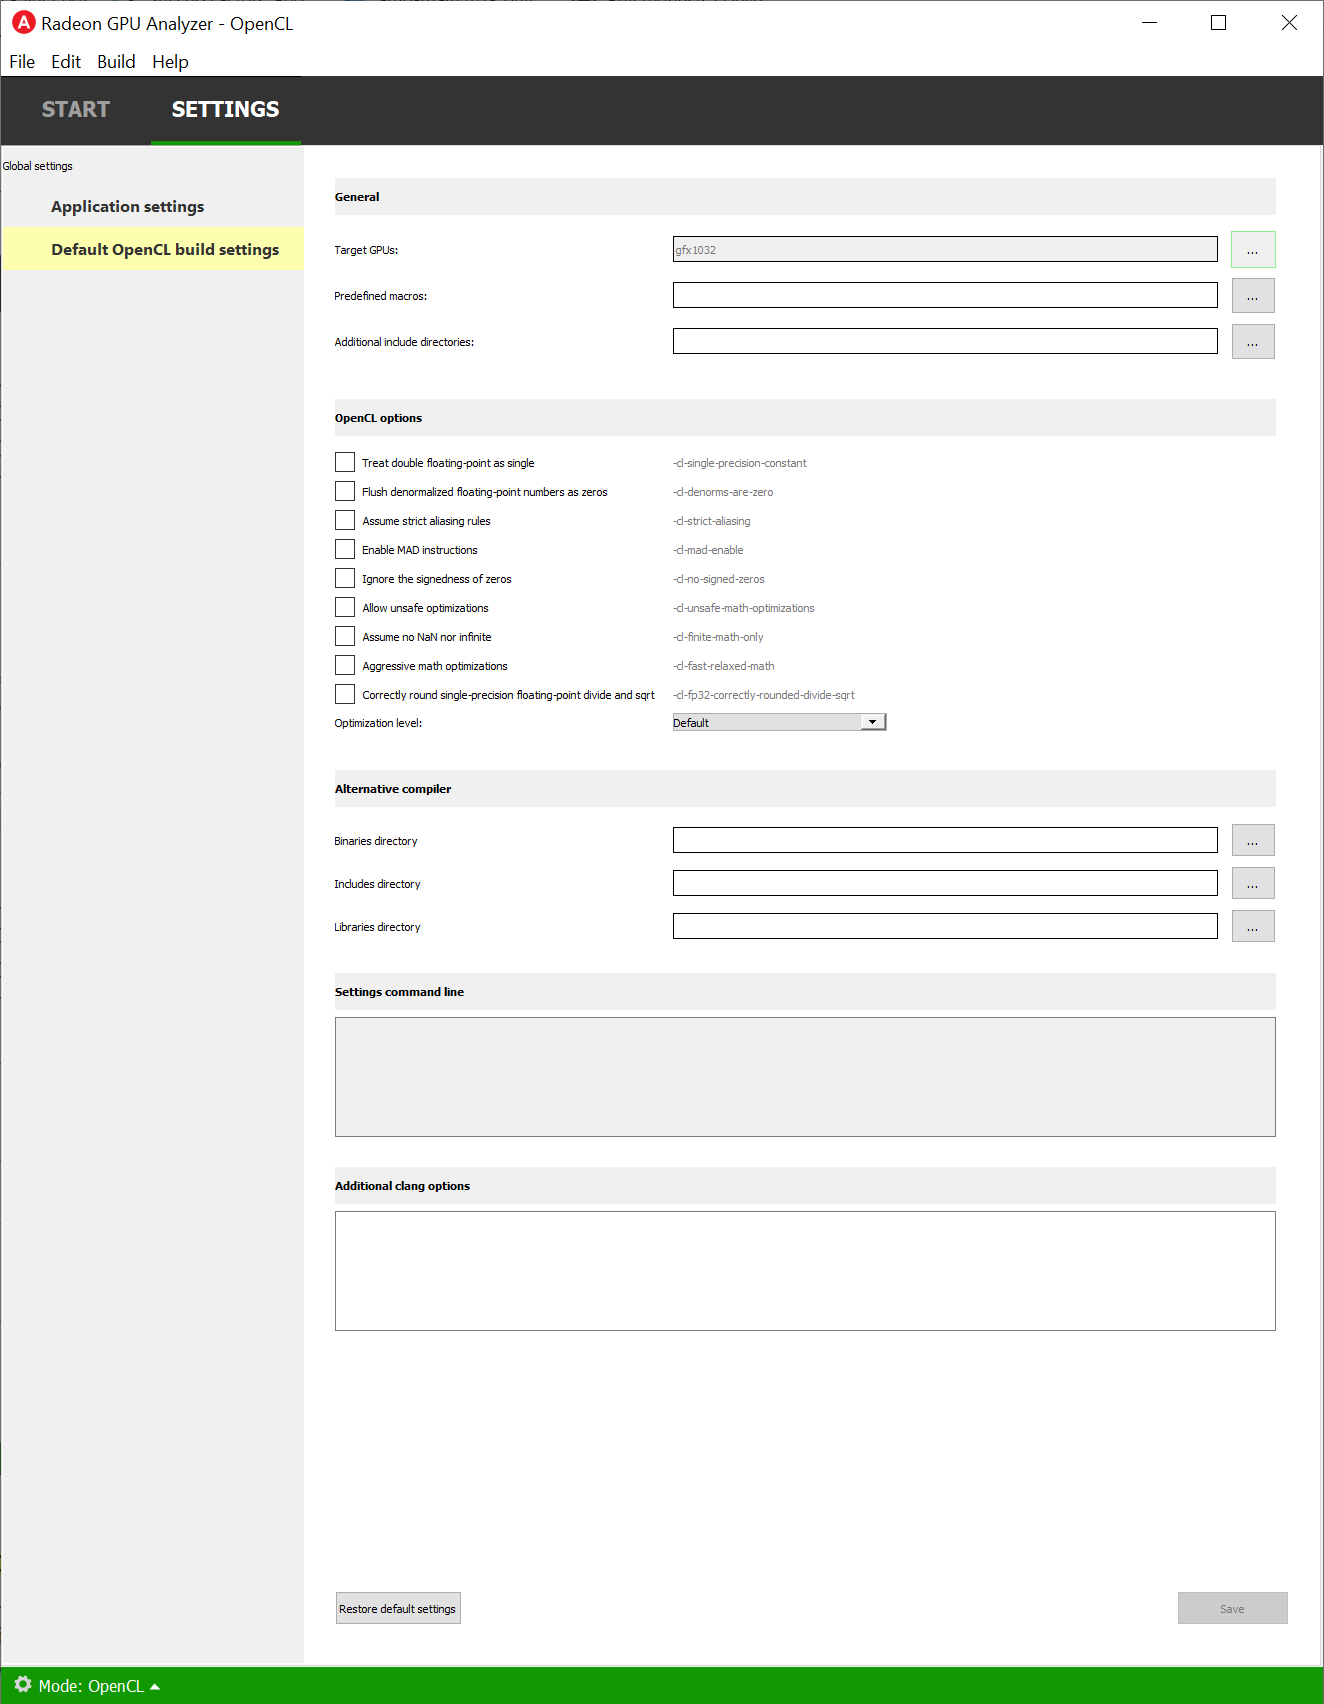 Radeon GPU Analyzer - OpenCL
File Edit Build Help
START SETTINGS
Global settings
Application settings
Default OpenCL build settings
General
Target GPUs: gfx1032 ...
Predefined macros: ...
Additional include directories: ...
OpenCL options
Treat double floating-point as single -cl-single-precision-constant
Flush denormalized floating-point numbers as zeros -cl-denorms-are-zero
Assume strict aliasing rules -cl-strict-aliasing
Enable MAD instructions -cl-mad-enable
Ignore the signedness of zeros -cl-no-signed-zeros
Allow unsafe optimizations -cl-unsafe-math-optimizations
Assume no NaN nor infinite -cl-finite-math-only
Aggressive math optimizations -cl-fast-relaxed-math
Correctly round single-precision floating-point divide and sqrt -cl-fp32-correctly-rounded-divide-sqrt
Optimization level: Default
Alternative compiler
Binaries directory ...
Includes directory ...
Libraries directory ...
Settings command line
Additional clang options
Restore default settings Save
Mode: OpenCL